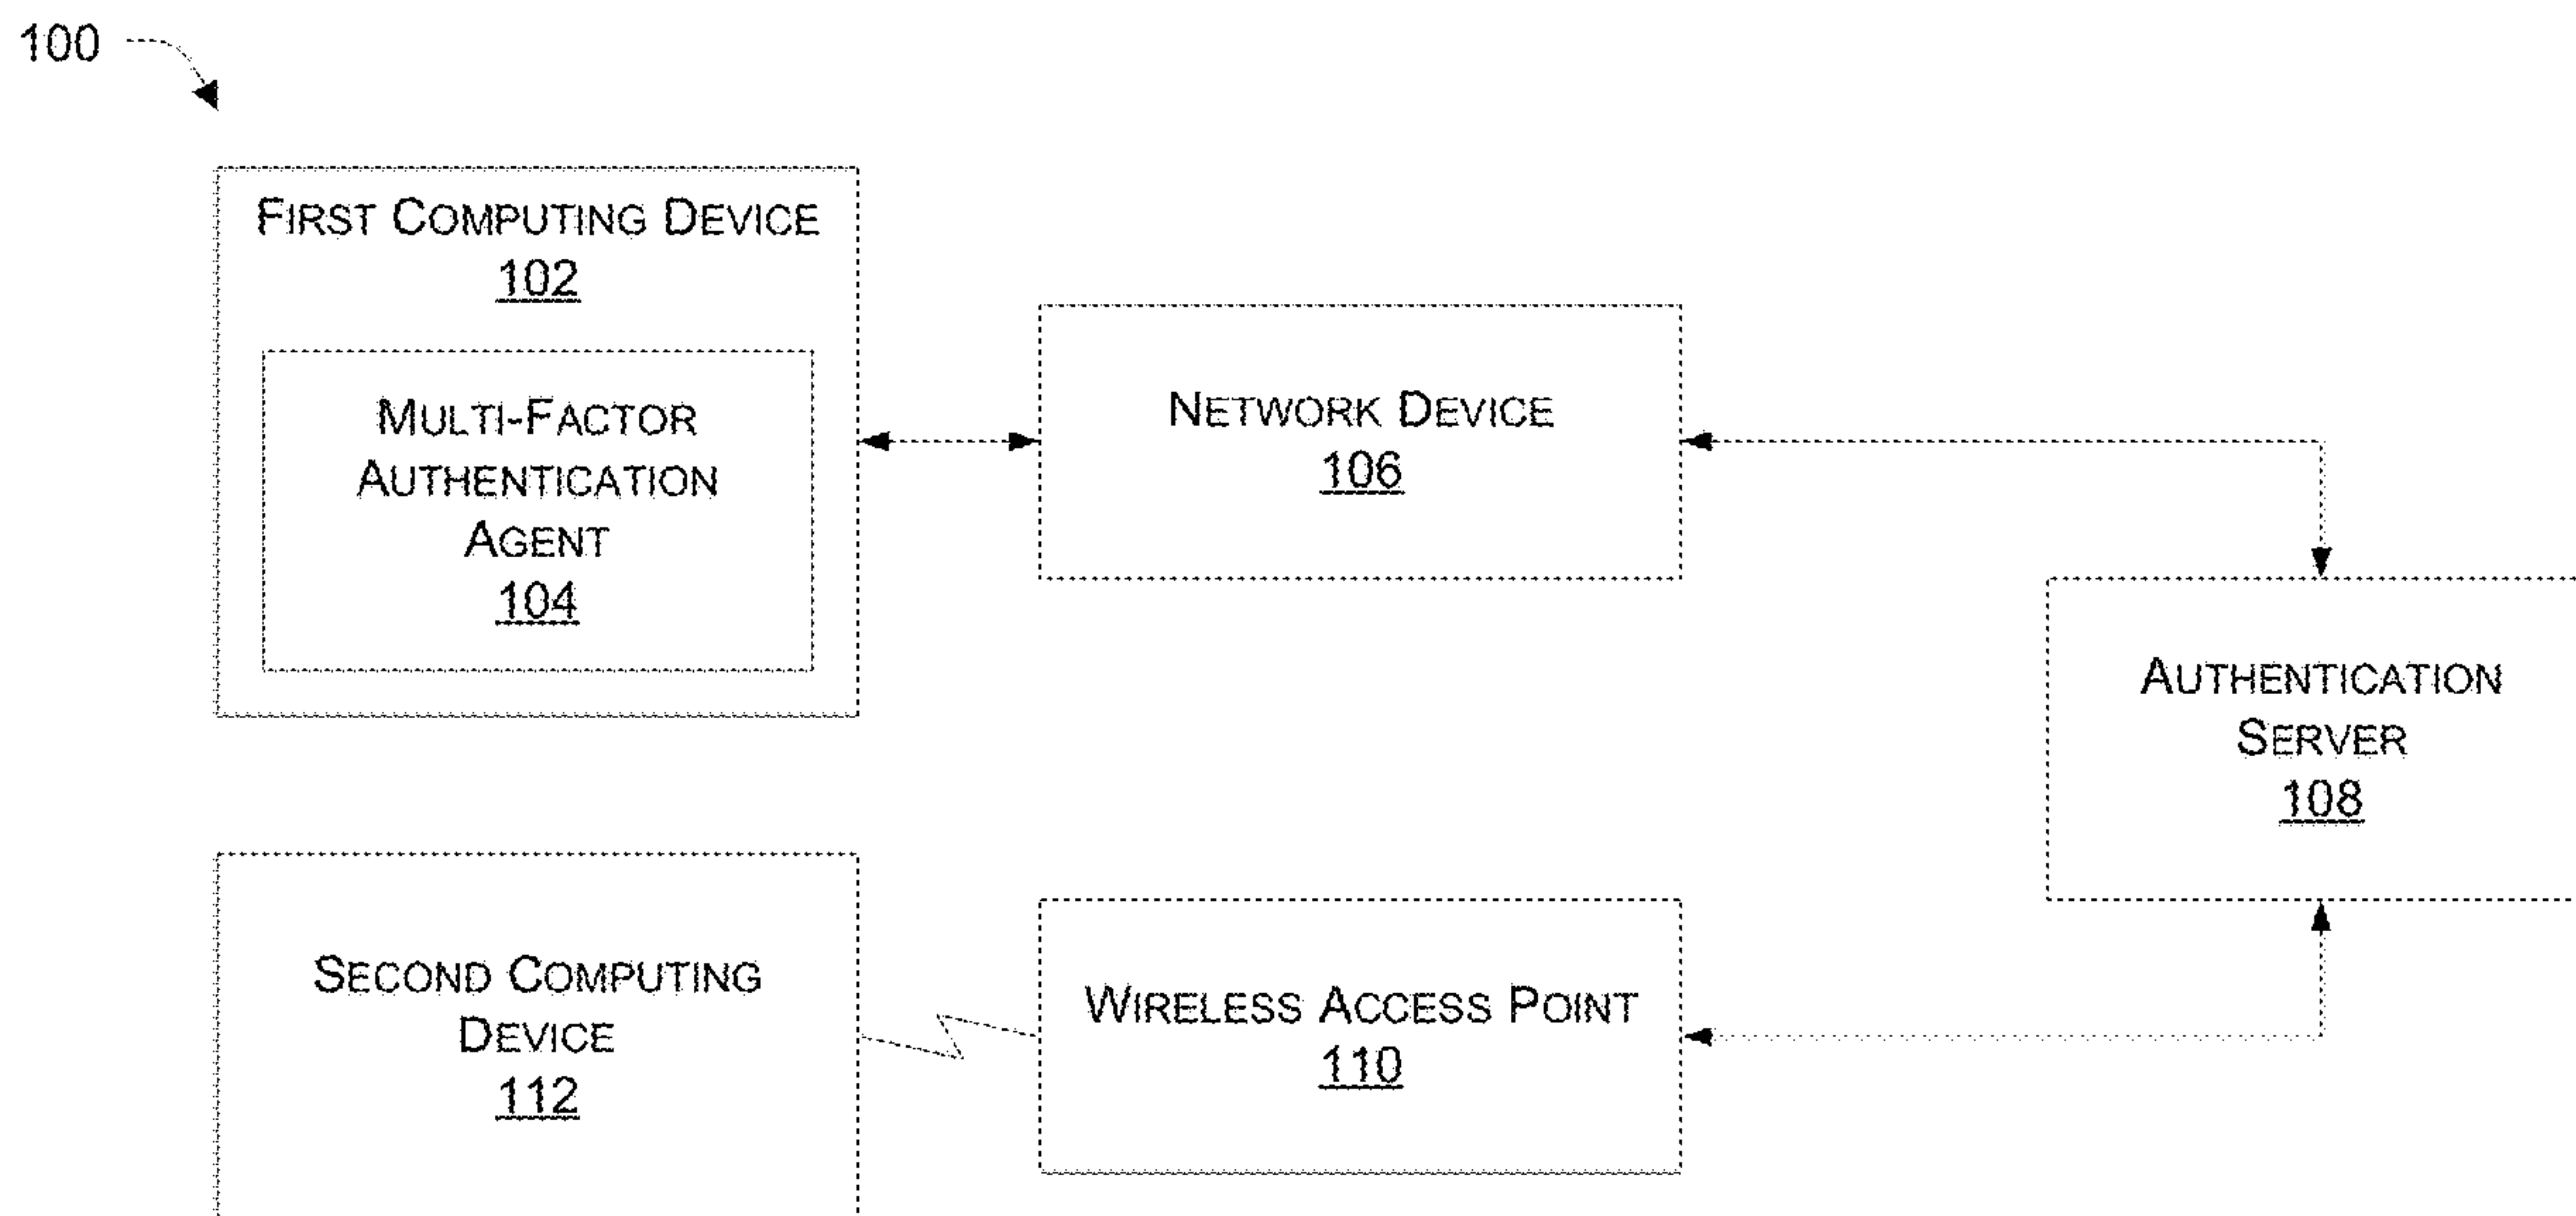 100
FIRST COMPUTING DEVICE
102
MULTI-FACTOR
AUTHENTICATION
AGENT
104
NETWORK DEVICE
106
AUTHENTICATION
SERVER
108
SECOND COMPUTING
DEVICE
112
WIRELESS ACCESS POINT
110